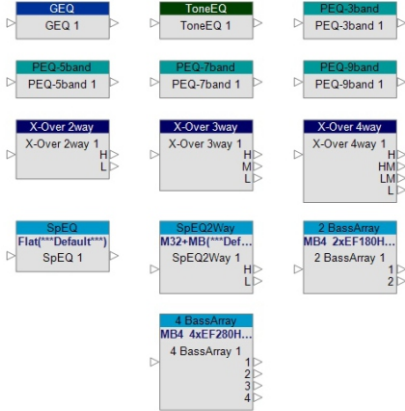 GEQ
GEQ 1
ToneEQ
ToneEQ 1
PEQ-3band
PEQ-3band 1
PEQ-5band
PEQ-5band 1
PEQ-7band
PEQ-7band 1
PEQ-9band
PEQ-9band 1
X-Over 2way
X-Over 2way 1
H
L
X-Over 3way
X-Over 3way 1
H
M
L
X-Over 4way
X-Over 4way 1
H
HM
LM
L
SpEQ
Flat(***Default***)
SpEQ 1
SpEQ2Way
M32+MB(***Def...
SpEQ2Way 1
H
L
2 BassArray
MB4 2xEF180H...
2 BassArray 1
1
2
4 BassArray
MB4 4xEF280H...
4 BassArray 1
1
2
3
4